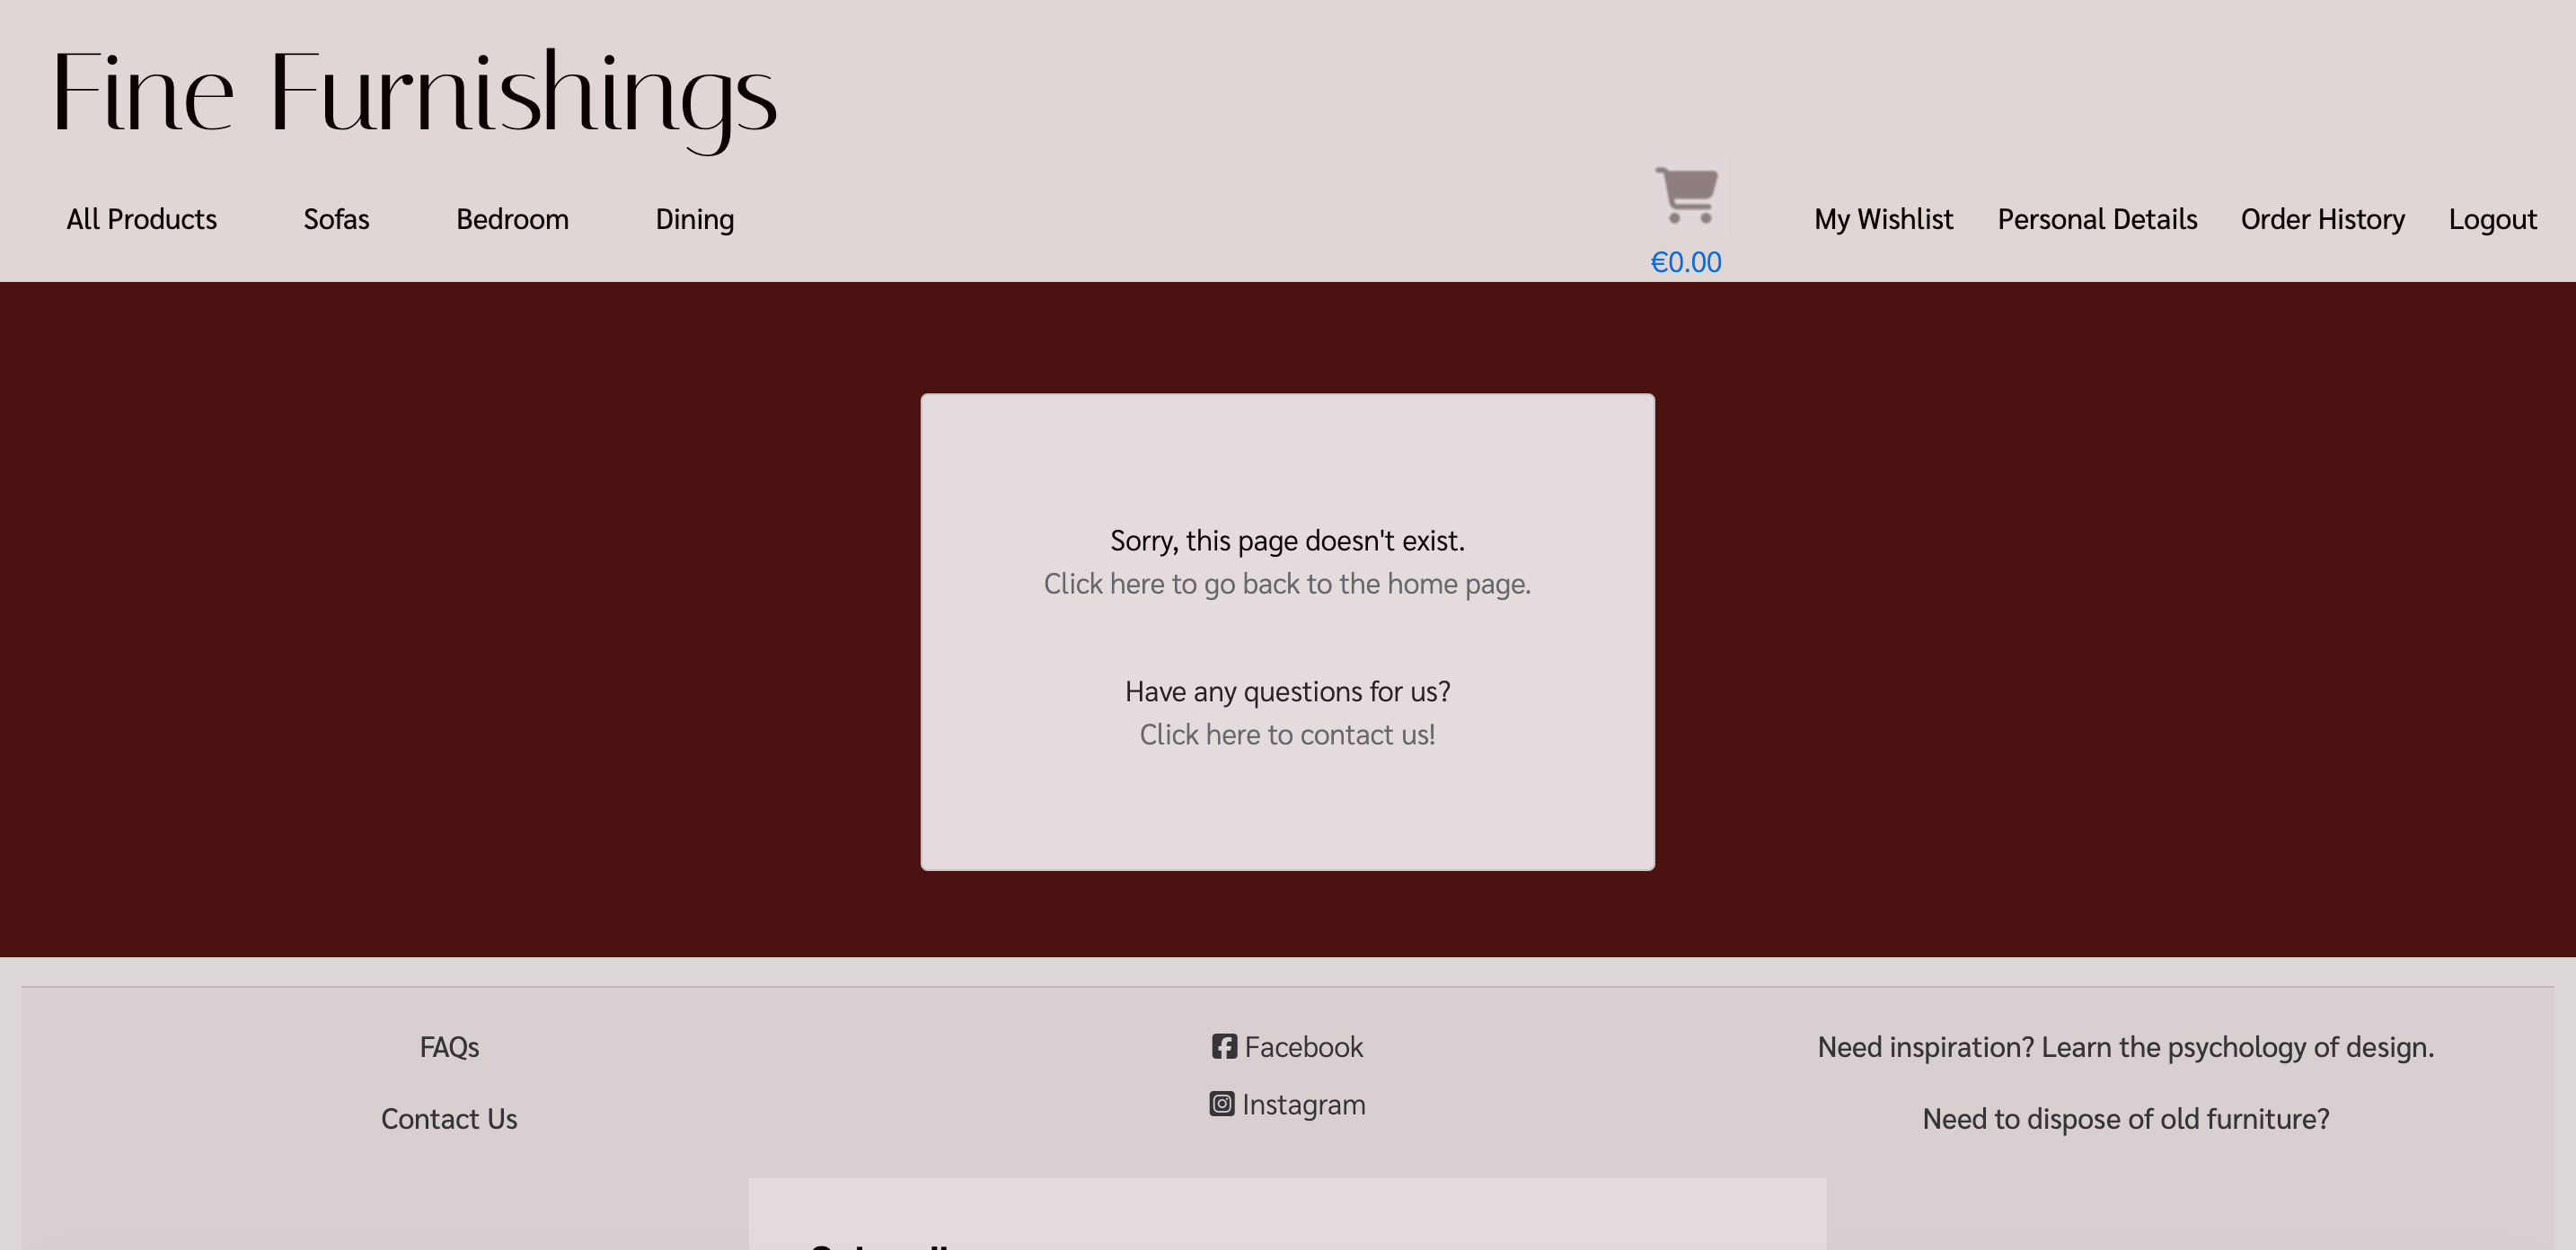 Fine Furnishings
All Products Sofas Bedroom Dining
My Wishlist Personal Details Order History Logout
€0.00
Sorry, this page doesn't exist.
Click here to go back to the home page.
Have any questions for us?
Click here to contact us!
FAQs
Contact Us
Facebook
Instagram
Need inspiration? Learn the psychology of design.
Need to dispose of old furniture?